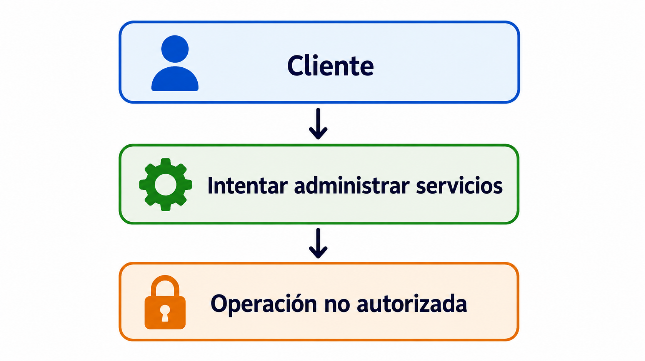 Cliente
Intentar administrar servicios
Operación no autorizada